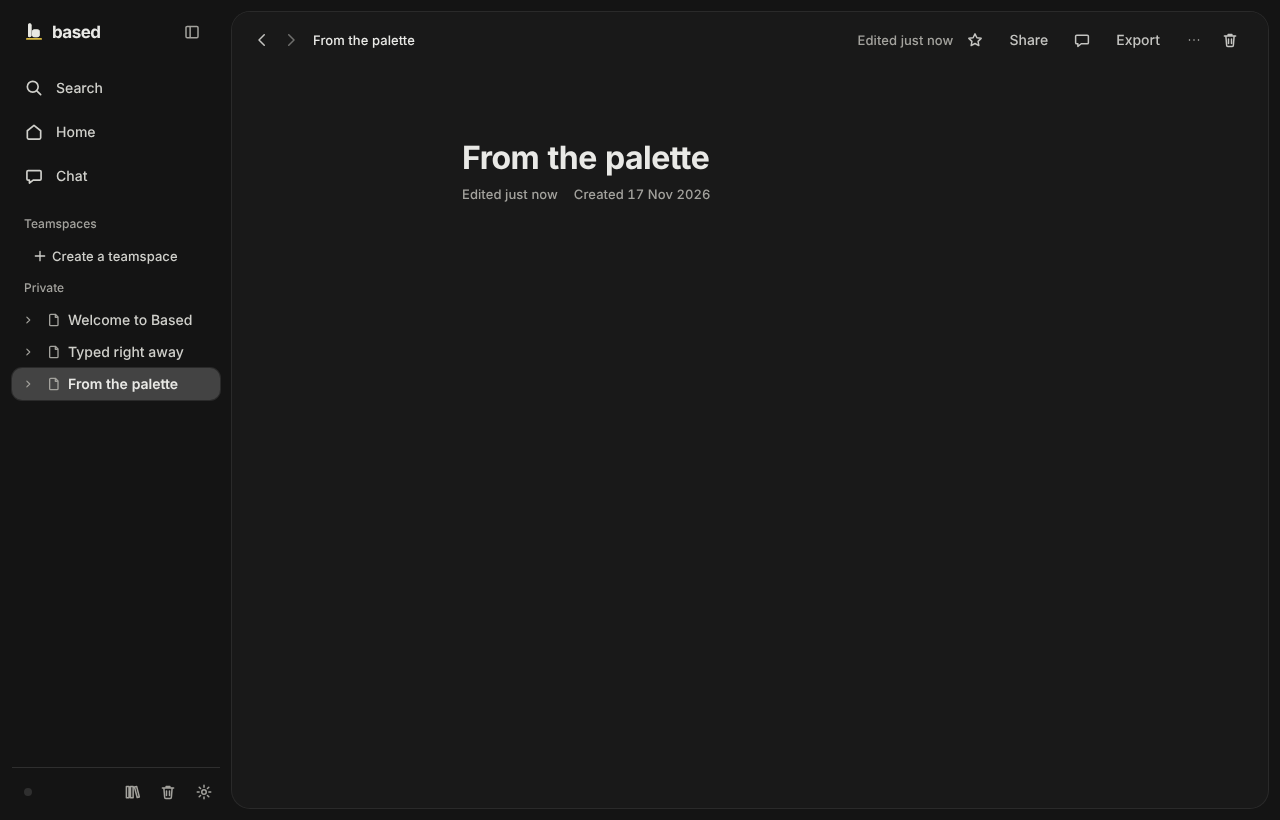 based
Search
Home
Chat
Teamspaces
Create a teamspace
Private
Welcome to Based
Typed right away
From the palette
From the palette
Edited just now
Share
Export
From the palette
Edited just now Created 17 Nov 2026